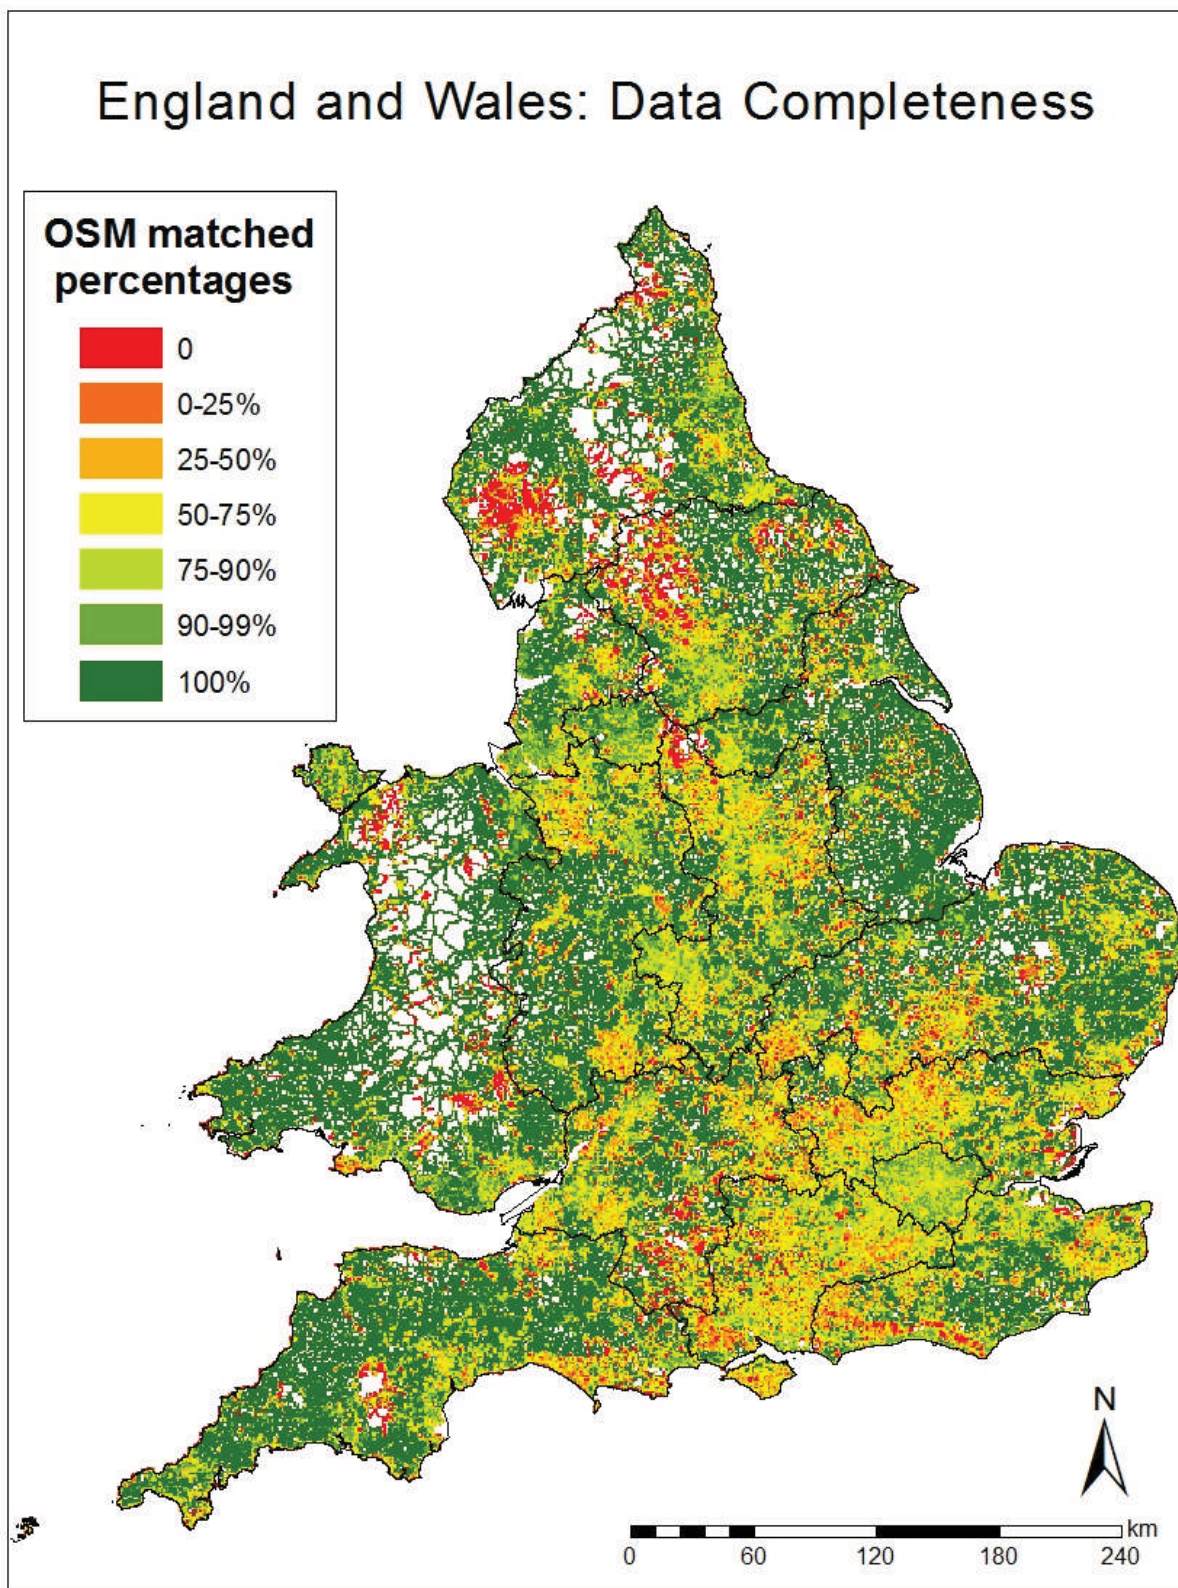 England and Wales: Data Completeness
OSM matched
percentages
0
0-25%
25-50%
50-75%
75-90%
90-99%
100%
N
km
0 60 120 180 240